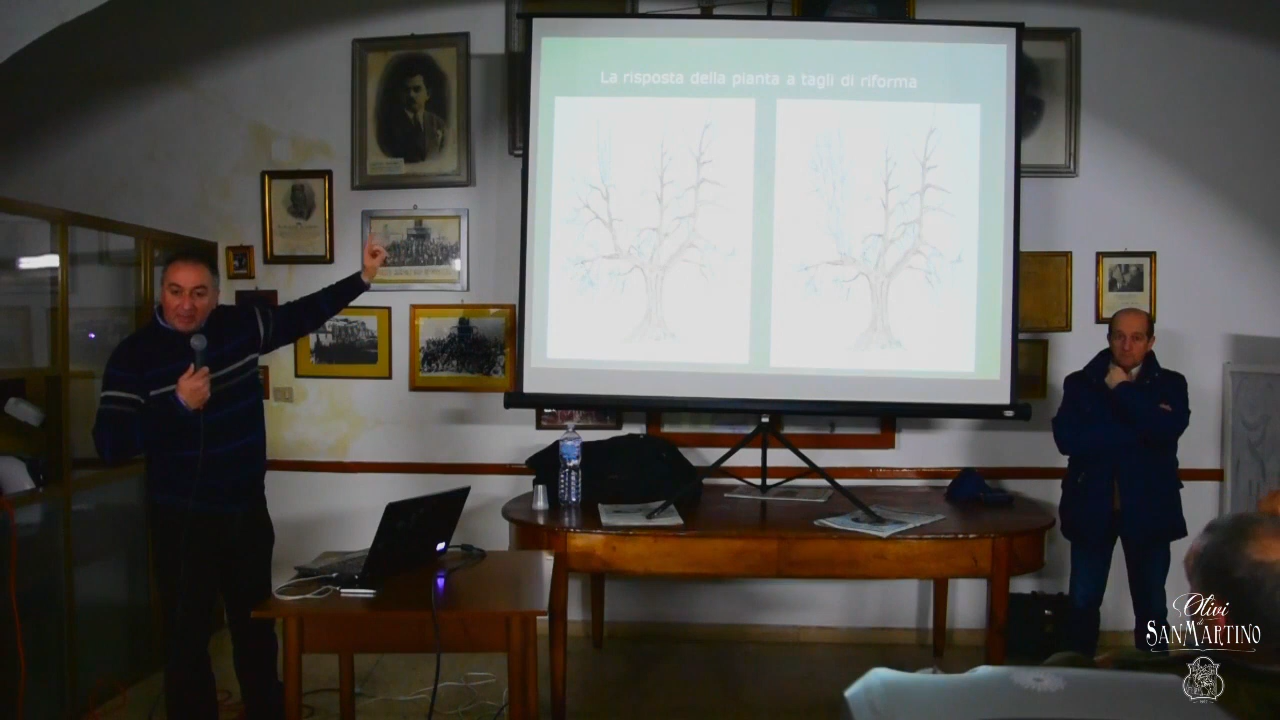 La risposta della pianta a tagli di riforma
Olivi
di
SANMARTINO